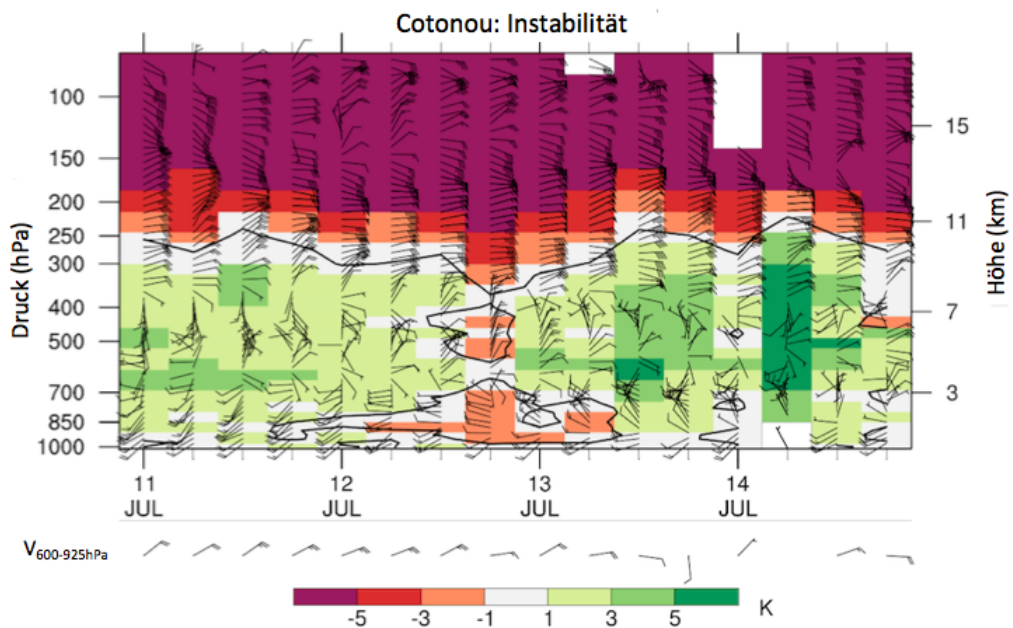 Cotonou: Instabilität
Druck (hPa)
100
150
200
250
300
400
500
700
850
1000
15
11
7
3
Höhe (km)
11 12 13 14
JUL JUL JUL JUL
V600-925hPa
-5 -3 -1 1 3 5 K